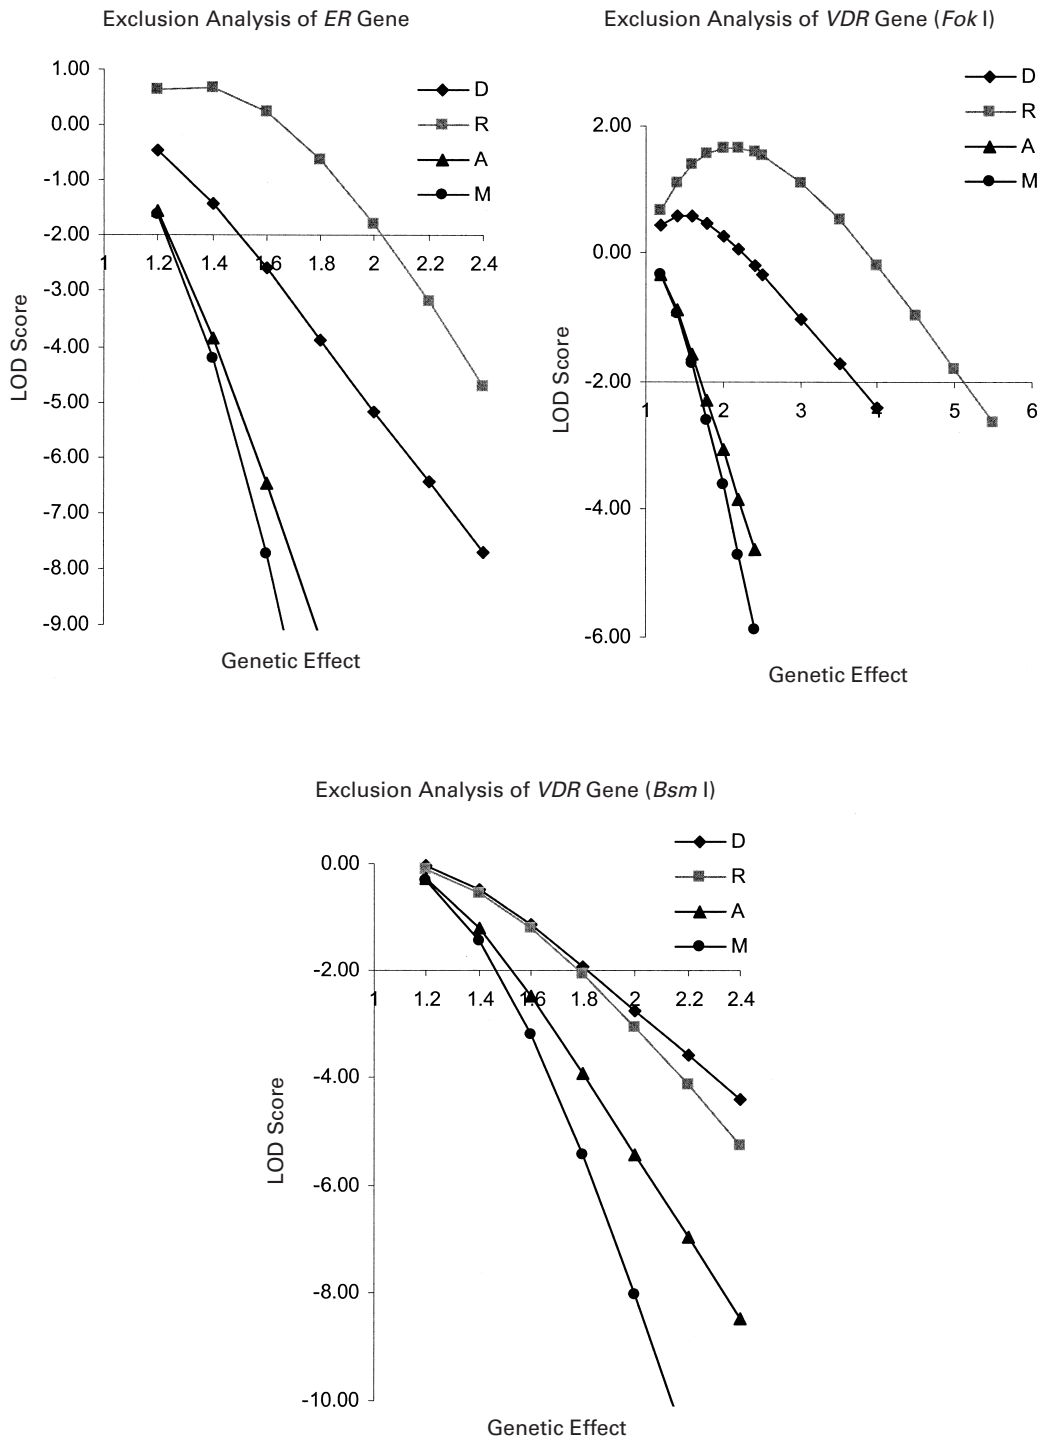 Exclusion Analysis of ER Gene
1.00
0.00
-1.00
-2.00
-3.00
-4.00
-5.00
-6.00
-7.00
-8.00
-9.00
1 1.2 1.4 1.6 1.8 2 2.2 2.4
LOD Score
Genetic Effect
D
R
A
M
Exclusion Analysis of VDR Gene (Fok I)
2.00
0.00
-2.00
-4.00
-6.00
1 2 3 4 5 6
LOD Score
Genetic Effect
D
R
A
M
Exclusion Analysis of VDR Gene (Bsm I)
0.00
-2.00
-4.00
-6.00
-8.00
-10.00
1 1.2 1.4 1.6 1.8 2 2.2 2.4
LOD Score
Genetic Effect
D
R
A
M